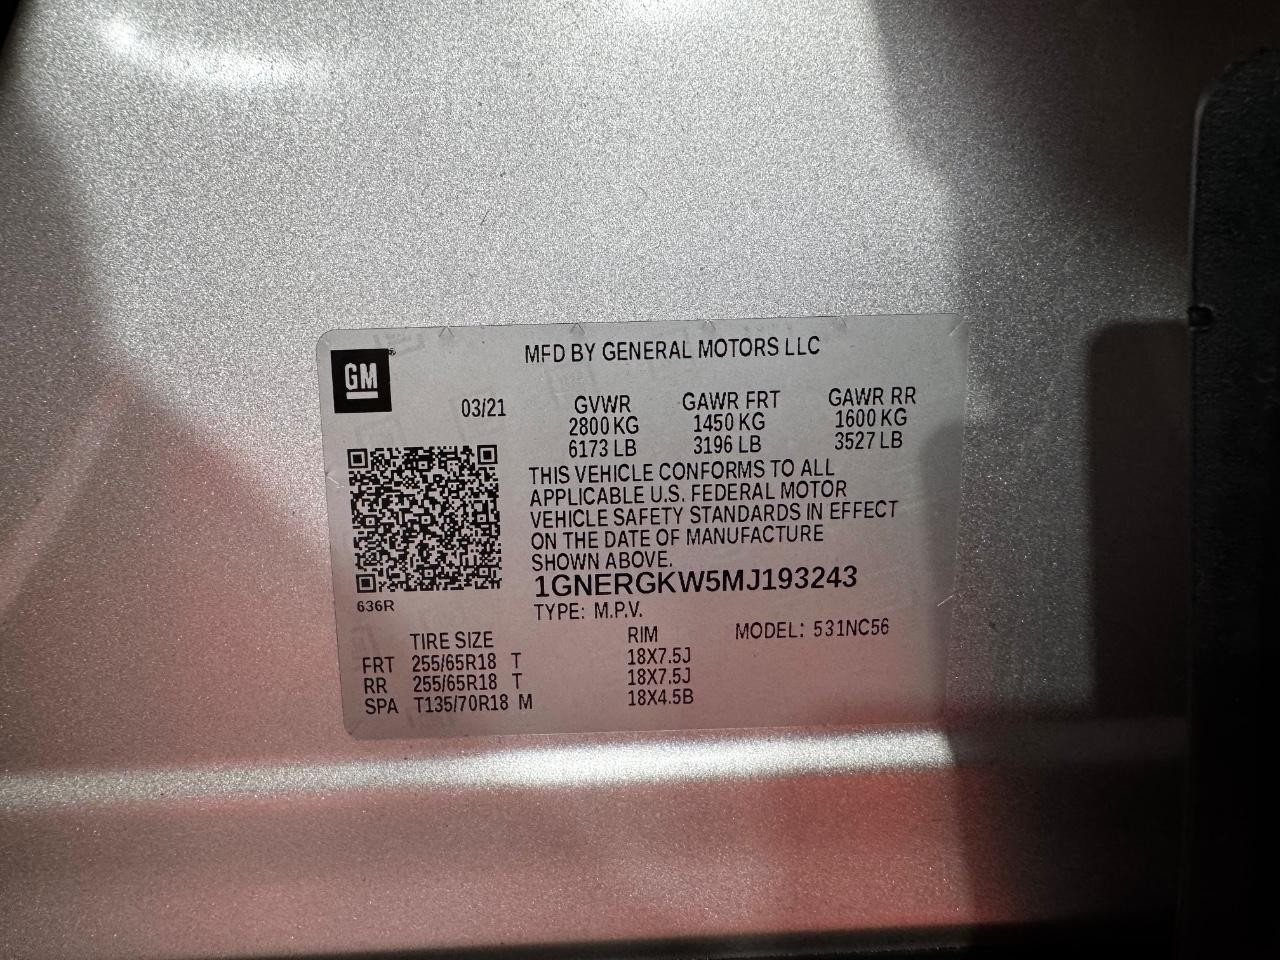 GM
MFD BY GENERAL MOTORS LLC
03/21 GVWR GAWR FRT GAWR RR
2800 KG 1450 KG 1600 KG
6173 LB 3196 LB 3527 LB
THIS VEHICLE CONFORMS TO ALL
APPLICABLE U.S. FEDERAL MOTOR
VEHICLE SAFETY STANDARDS IN EFFECT
ON THE DATE OF MANUFACTURE
SHOWN ABOVE.
1GNERGKW5MJ193243
636R
TYPE: M.P.V.
TIRE SIZE RIM MODEL: 531NC56
FRT 255/65R18 T 18X7.5J
RR 255/65R18 T 18X7.5J
SPA T135/70R18 M 18X4.5B